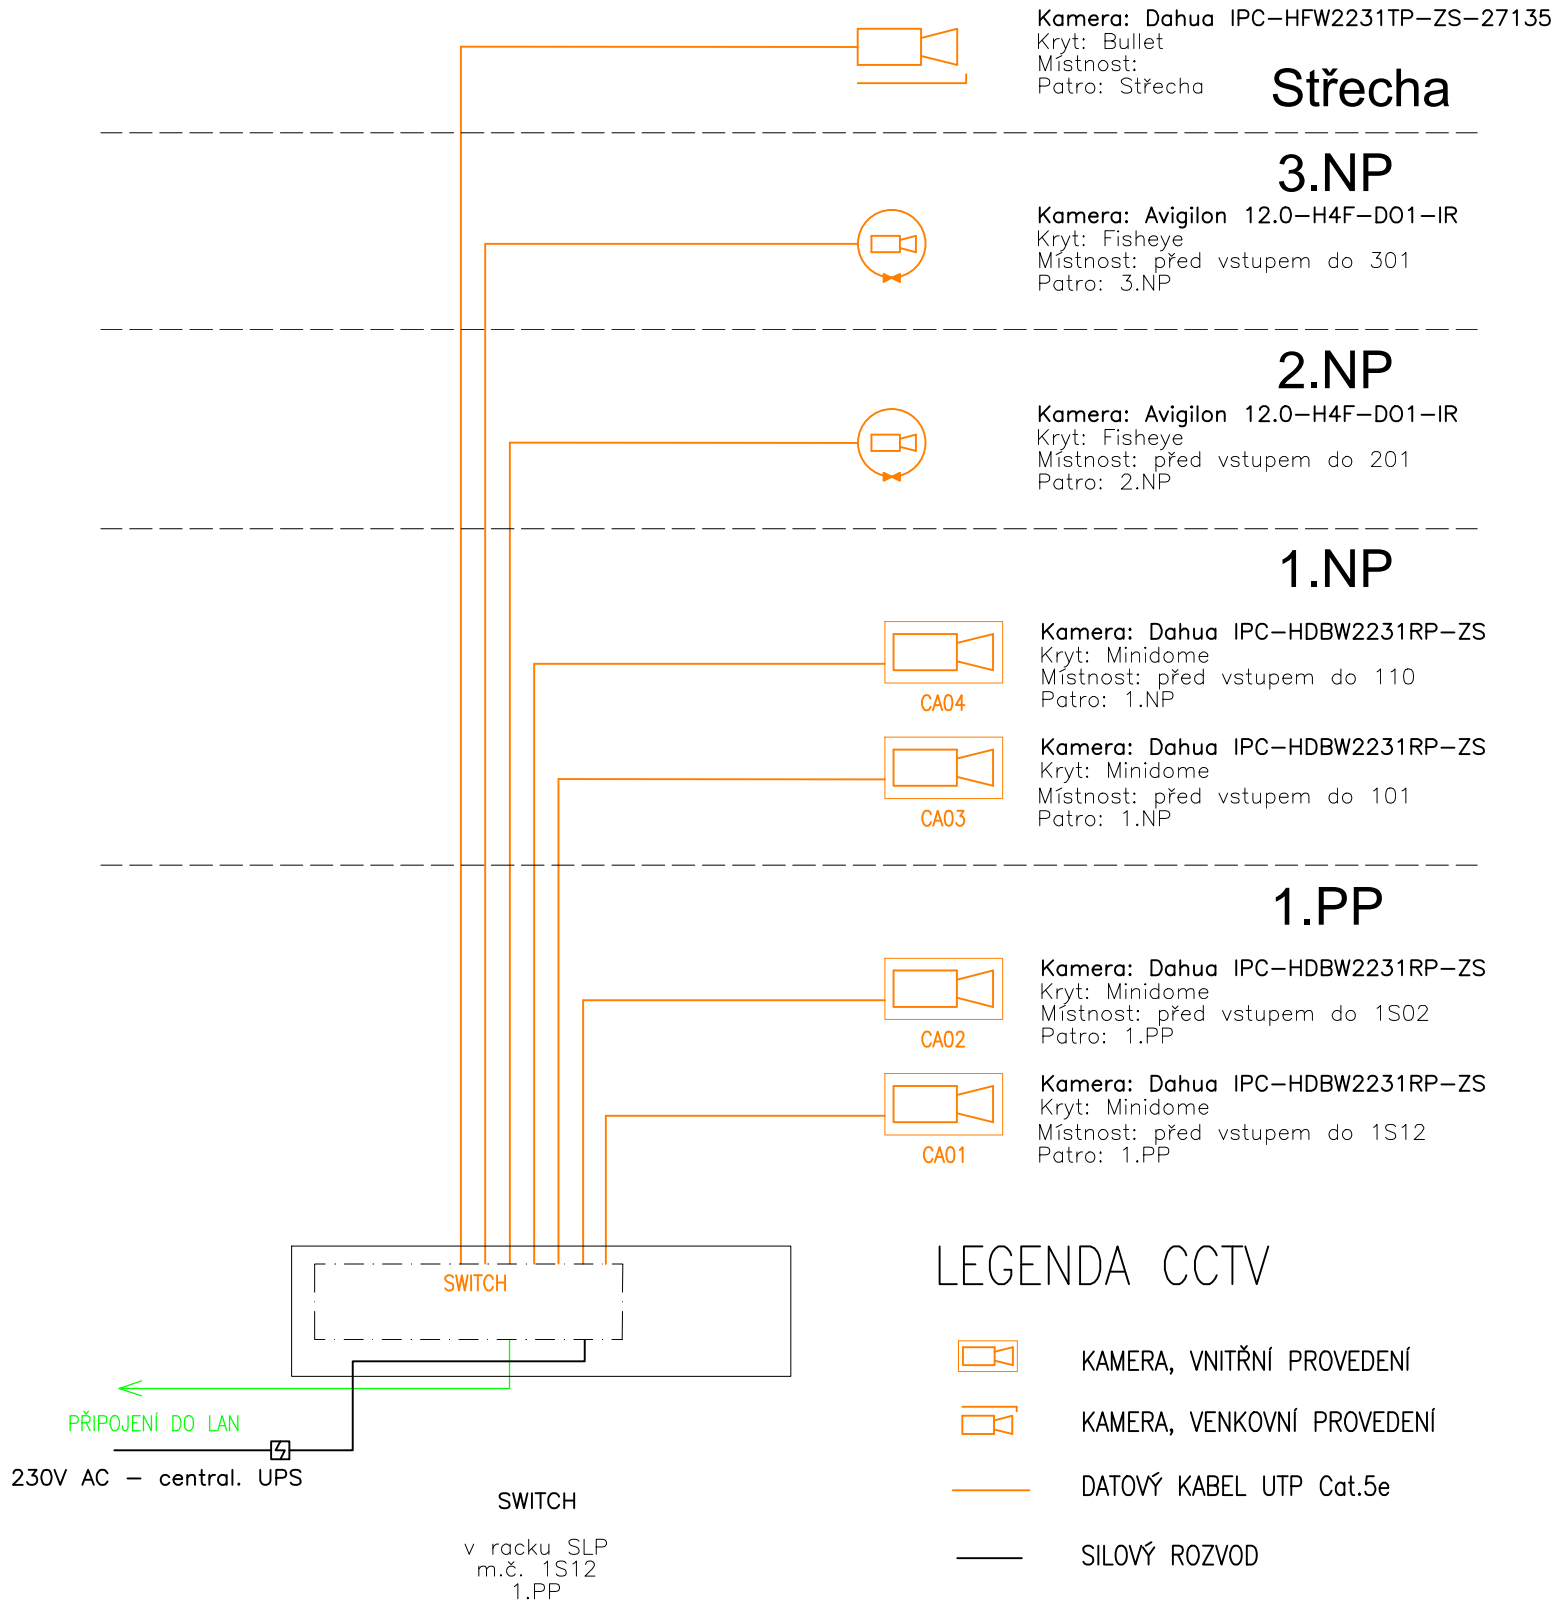 Kamera: Dahua IPC-HFW2231TP-ZS-27135
Kryt: Bullet
Místnost:
Patro: Střecha
Střecha
3.NP
Kamera: Avigilon 12.0-H4F-DO1-IR
Kryt: Fisheye
Místnost: před vstupem do 301
Patro: 3.NP
2.NP
Kamera: Avigilon 12.0-H4F-DO1-IR
Kryt: Fisheye
Místnost: před vstupem do 201
Patro: 2.NP
1.NP
Kamera: Dahua IPC-HDBW2231RP-ZS
Kryt: Minidome
Místnost: před vstupem do 110
Patro: 1.NP
CA04
Kamera: Dahua IPC-HDBW2231RP-ZS
Kryt: Minidome
Místnost: před vstupem do 101
Patro: 1.NP
CA03
1.PP
Kamera: Dahua IPC-HDBW2231RP-ZS
Kryt: Minidome
Místnost: před vstupem do 1S02
Patro: 1.PP
CA02
Kamera: Dahua IPC-HDBW2231RP-ZS
Kryt: Minidome
Místnost: před vstupem do 1S12
Patro: 1.PP
CA01
SWITCH
PŘIPOJENÍ DO LAN
230V AC - central. UPS
SWITCH
v racku SLP
m.č. 1S12
1.PP
LEGENDA CCTV
KAMERA, VNITŘNÍ PROVEDENÍ
KAMERA, VENKOVNÍ PROVEDENÍ
DATOVÝ KABEL UTP Cat.5e
SILOVÝ ROZVOD